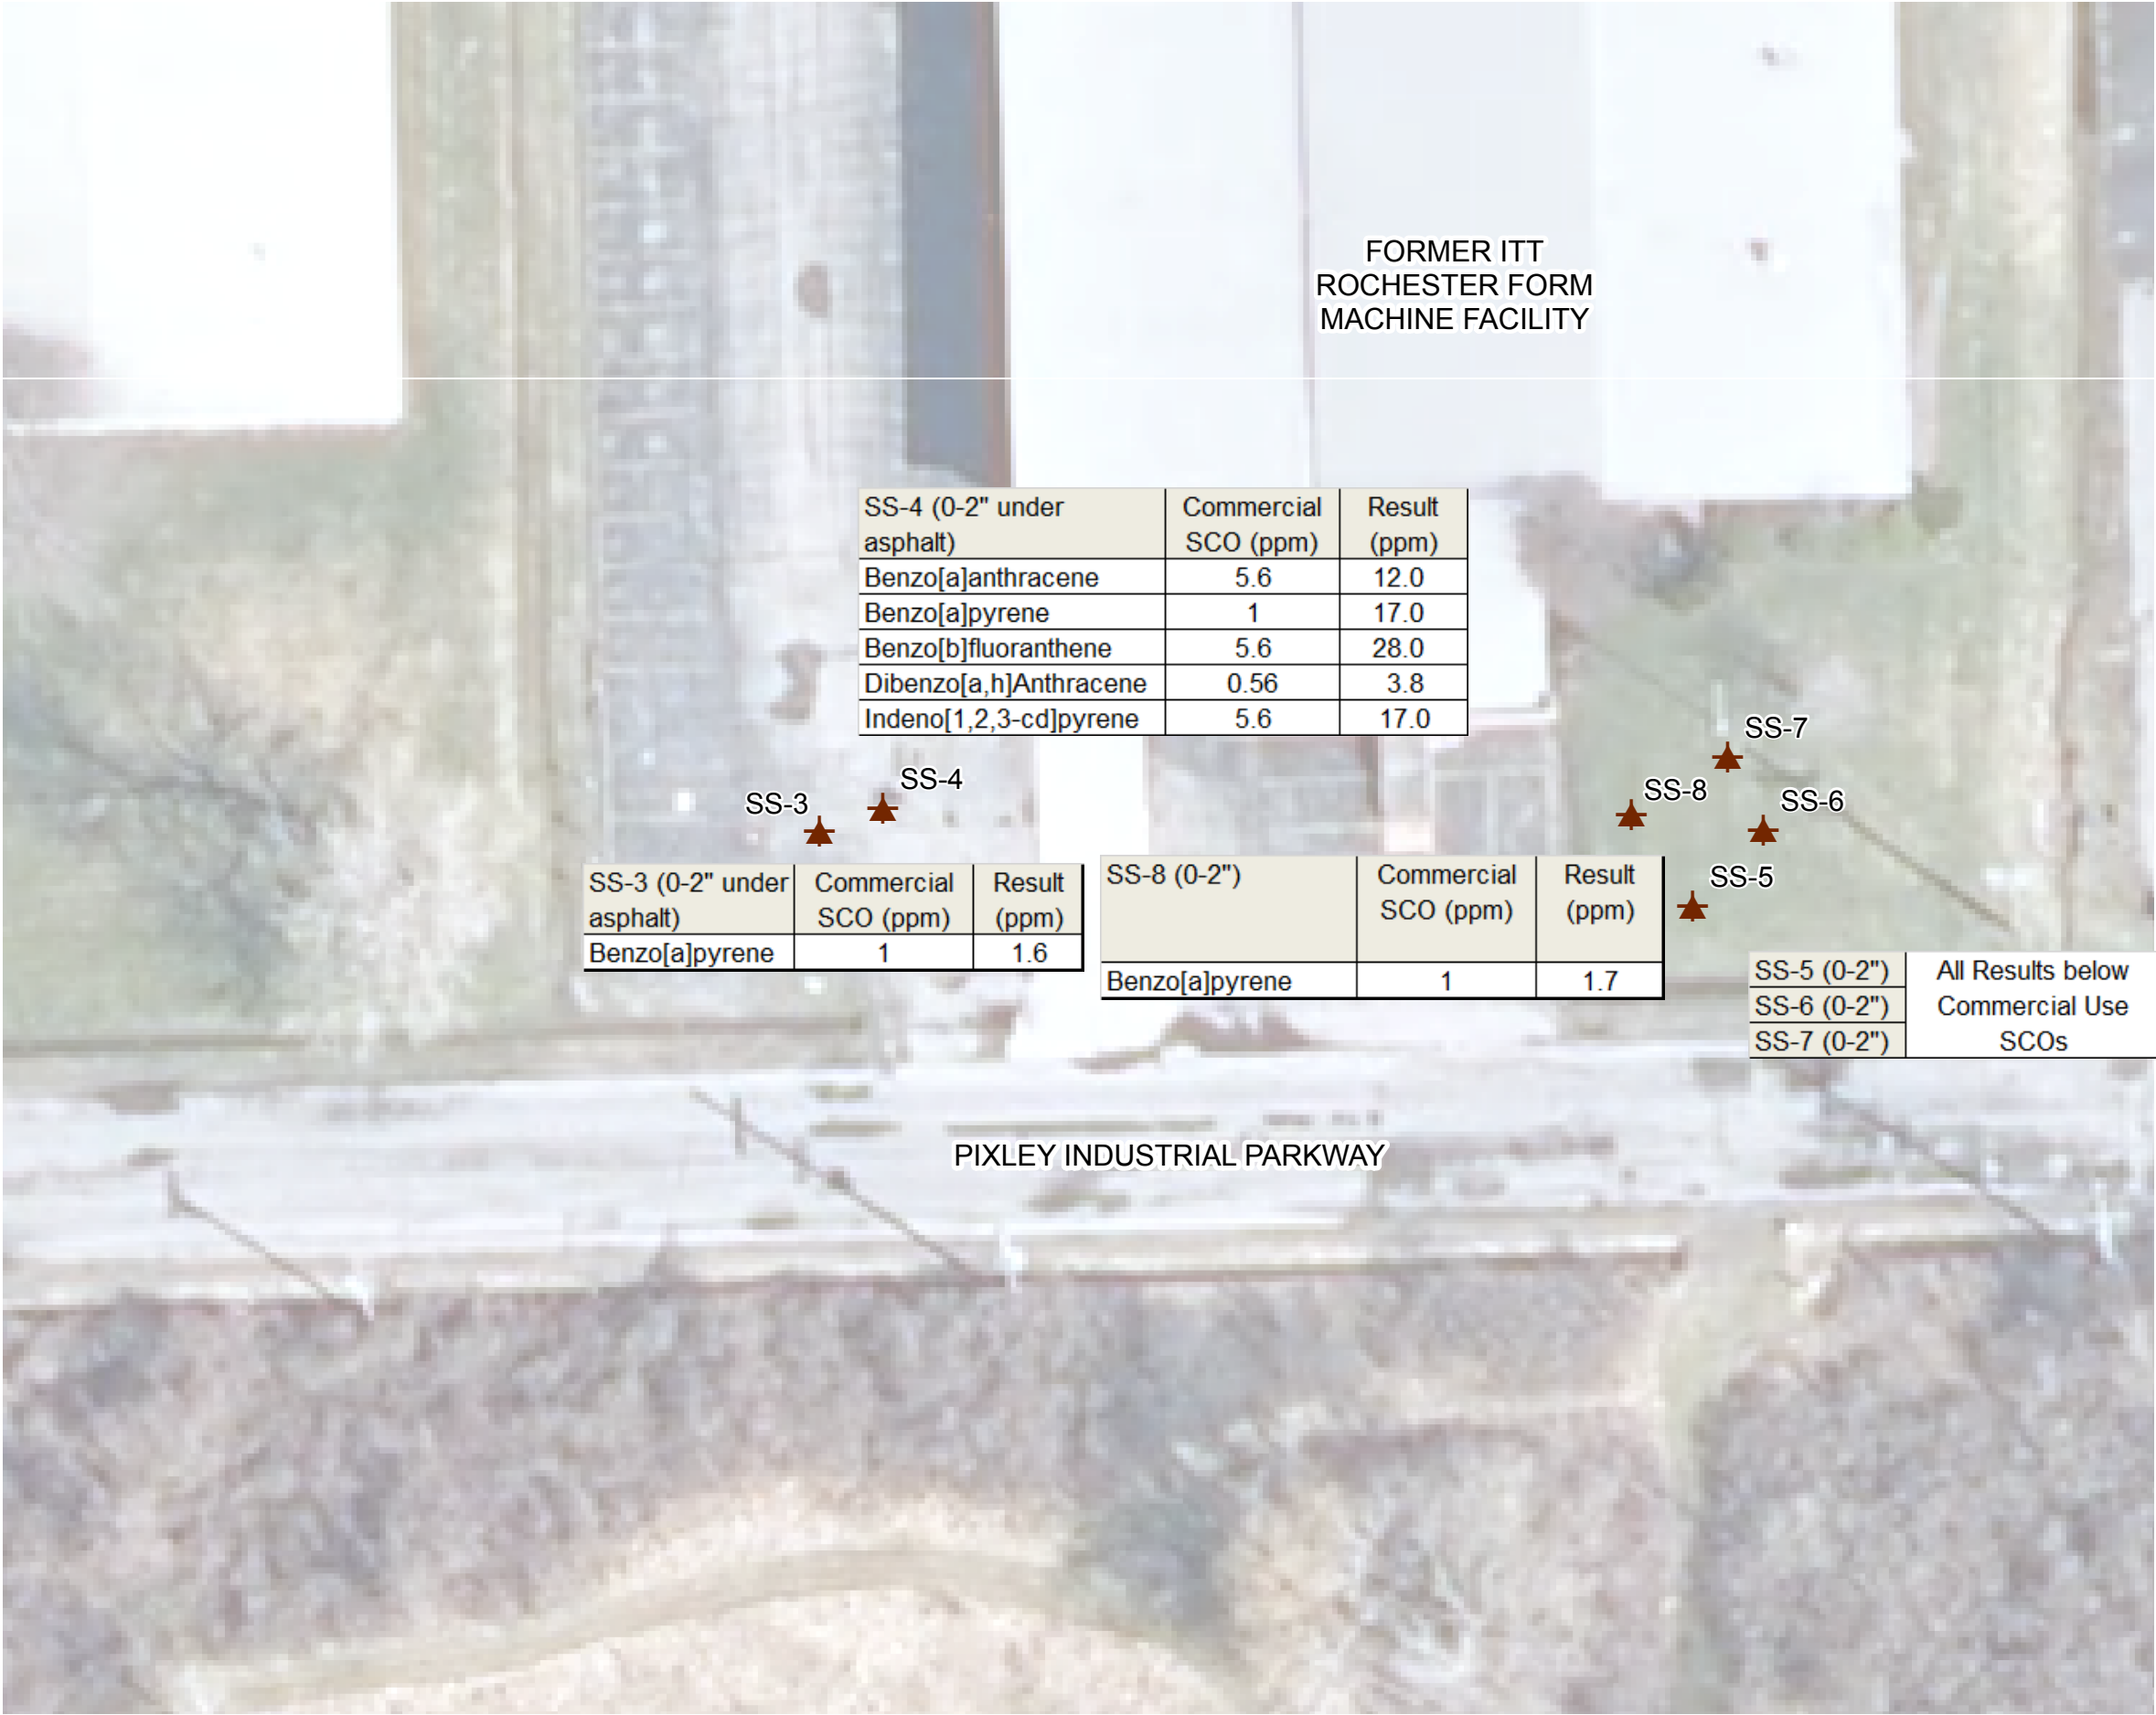 FORMER ITT
ROCHESTER FORM
MACHINE FACILITY
SS-4 (0-2" under asphalt) Commercial SCO (ppm) Result (ppm)
Benzo[a]anthracene 5.6 12.0
Benzo[a]pyrene 1 17.0
Benzo[b]fluoranthene 5.6 28.0
Dibenzo[a,h]Anthracene 0.56 3.8
Indeno[1,2,3-cd]pyrene 5.6 17.0
SS-7
SS-4
SS-8
SS-3
SS-6
SS-5
SS-3 (0-2" under asphalt) Commercial SCO (ppm) Result (ppm)
Benzo[a]pyrene 1 1.6
SS-8 (0-2") Commercial SCO (ppm) Result (ppm)
Benzo[a]pyrene 1 1.7
SS-5 (0-2") All Results below
SS-6 (0-2") Commercial Use
SS-7 (0-2") SCOs
PIXLEY INDUSTRIAL PARKWAY